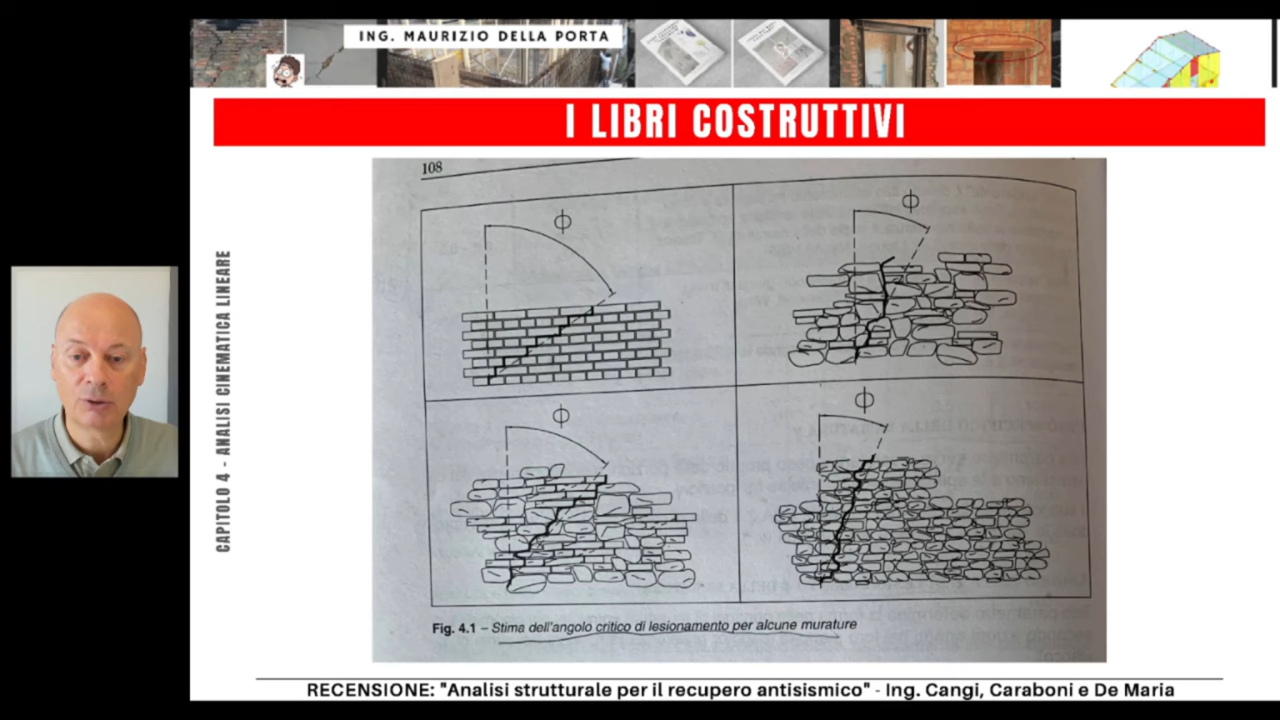 ING. MAURIZIO DELLA PORTA
I LIBRI COSTRUTTIVI
CAPITOLO 4 - ANALISI CINEMATICA LINEARE
108
Φ
Φ
Φ
Φ
Fig. 4.1 – Stima dell'angolo critico di lesionamento per alcune murature
RECENSIONE: "Analisi strutturale per il recupero antisismico" - Ing. Cangi, Caraboni e De Maria